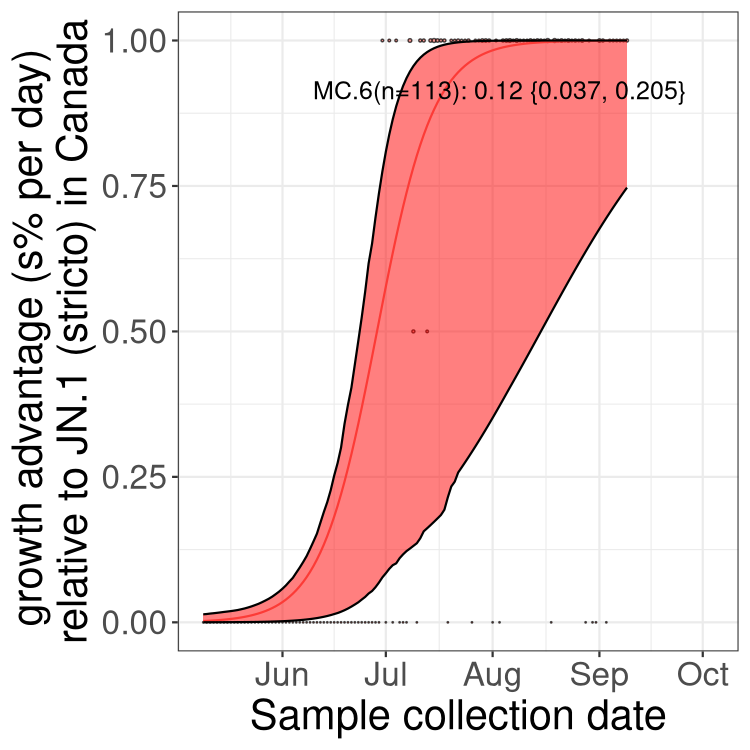 growth advantage (s% per day)
relative to JN.1 (stricto) in Canada
1.00
0.75
0.50
0.25
0.00
MC.6(n=113): 0.12 {0.037, 0.205}
Jun Jul Aug Sep Oct
Sample collection date